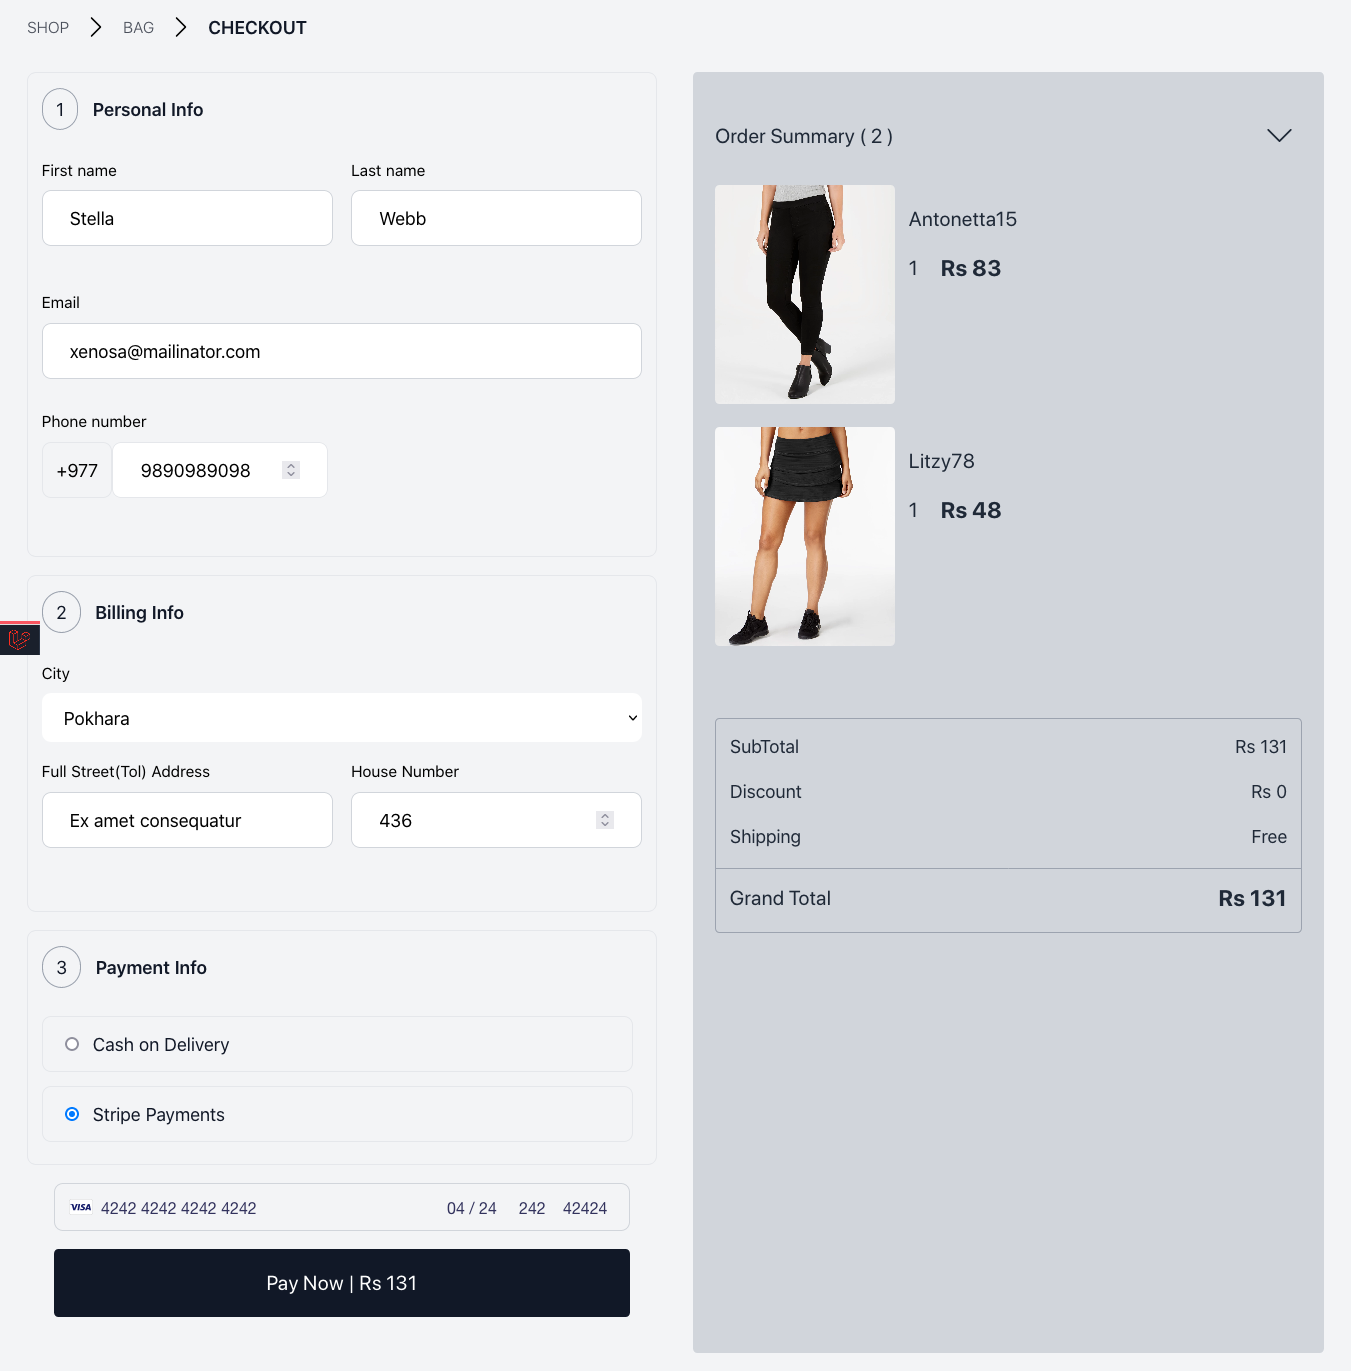 SHOP BAG CHECKOUT
1 Personal Info
First name Last name
Stella Webb
Email
xenosa@mailinator.com
Phone number
+977 9890989098
2 Billing Info
City
Pokhara
Full Street(Tol) Address House Number
Ex amet consequatur 436
3 Payment Info
Cash on Delivery
Stripe Payments
VISA 4242 4242 4242 4242 04 / 24 242 42424
Pay Now | Rs 131
Order Summary ( 2 )
Antonetta15
1 Rs 83
Litzy78
1 Rs 48
SubTotal Rs 131
Discount Rs 0
Shipping Free
Grand Total Rs 131